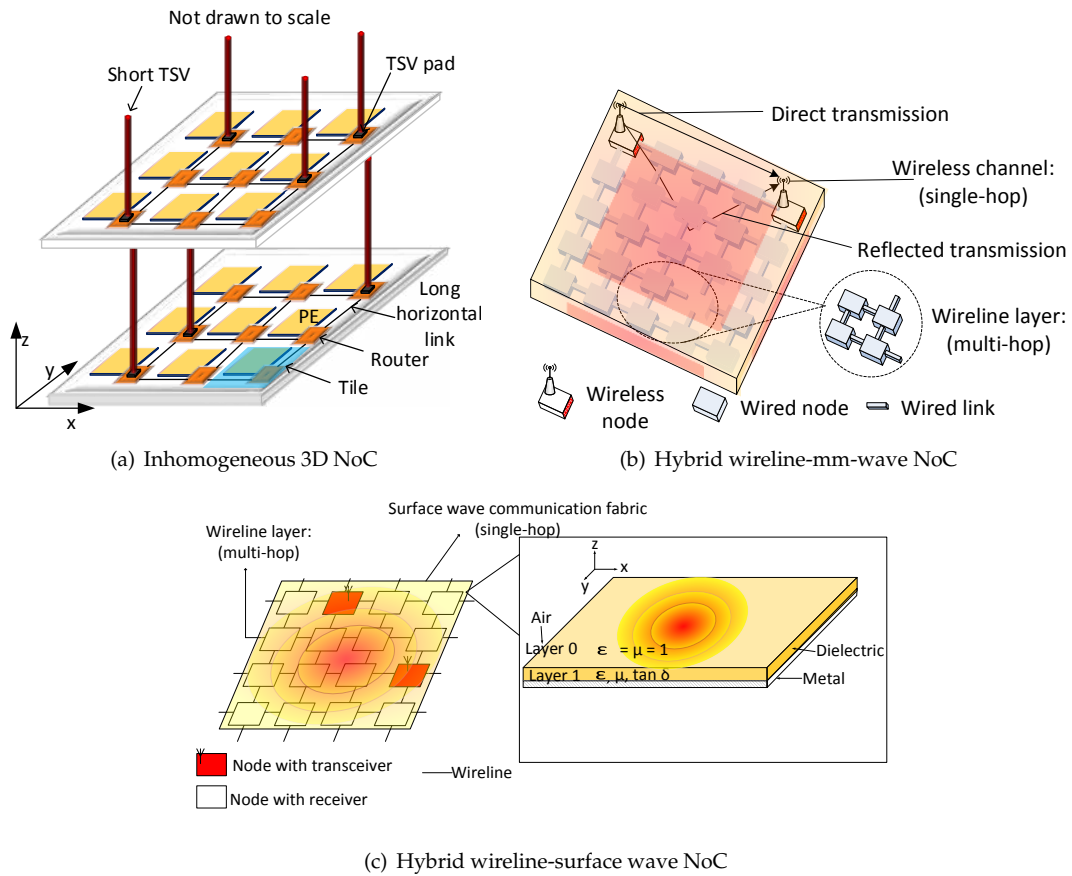 Not drawn to scale
Short TSV
TSV pad
PE
Long
horizontal
link
Router
Tile
z
y
x
(a) Inhomogeneous 3D NoC
Direct transmission
Wireless channel:
(single-hop)
Reflected transmission
Wireline layer:
(multi-hop)
Wireless
node
Wired node
Wired link
(b) Hybrid wireline-mm-wave NoC
Surface wave communication fabric
(single-hop)
Wireline layer:
(multi-hop)
z
x
y
Air
Layer 0 ε = μ = 1
Layer 1 ε, μ, tan δ
Dielectric
Metal
Node with transceiver
Wireline
Node with receiver
(c) Hybrid wireline-surface wave NoC